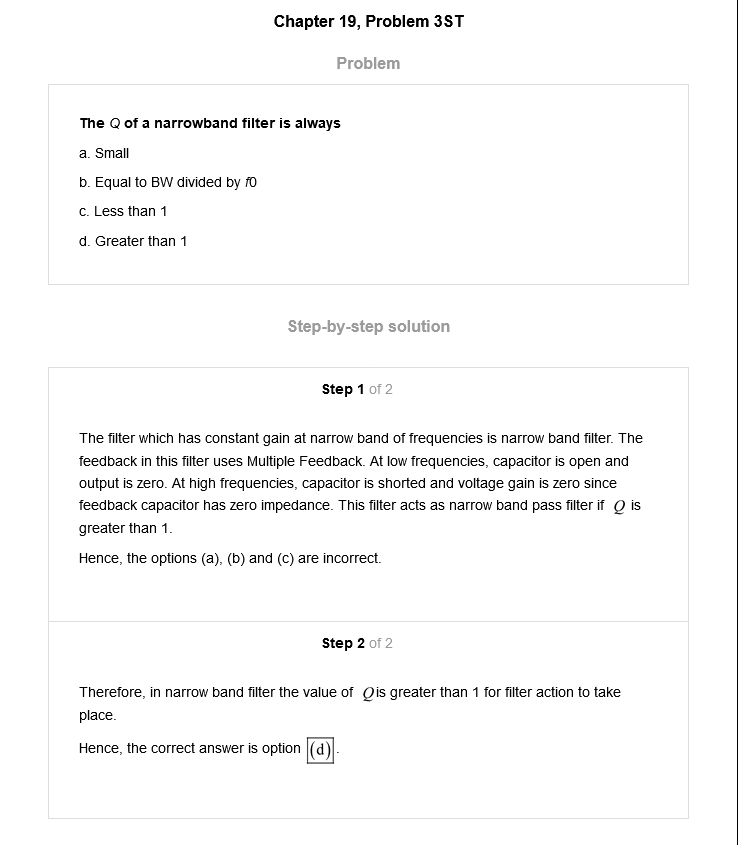 Chapter 19, Problem 3ST
Problem
The Q of a narrowband filter is always
a. Small
b. Equal to BW divided by f0
c. Less than 1
d. Greater than 1
Step-by-step solution
Step 1 of 2
The filter which has constant gain at narrow band of frequencies is narrow band filter. The
feedback in this filter uses Multiple Feedback. At low frequencies, capacitor is open and
output is zero. At high frequencies, capacitor is shorted and voltage gain is zero since
feedback capacitor has zero impedance. This filter acts as narrow band pass filter if Q is
greater than 1.
Hence, the options (a), (b) and (c) are incorrect.
Step 2 of 2
Therefore, in narrow band filter the value of Q is greater than 1 for filter action to take
place.
Hence, the correct answer is option (d).